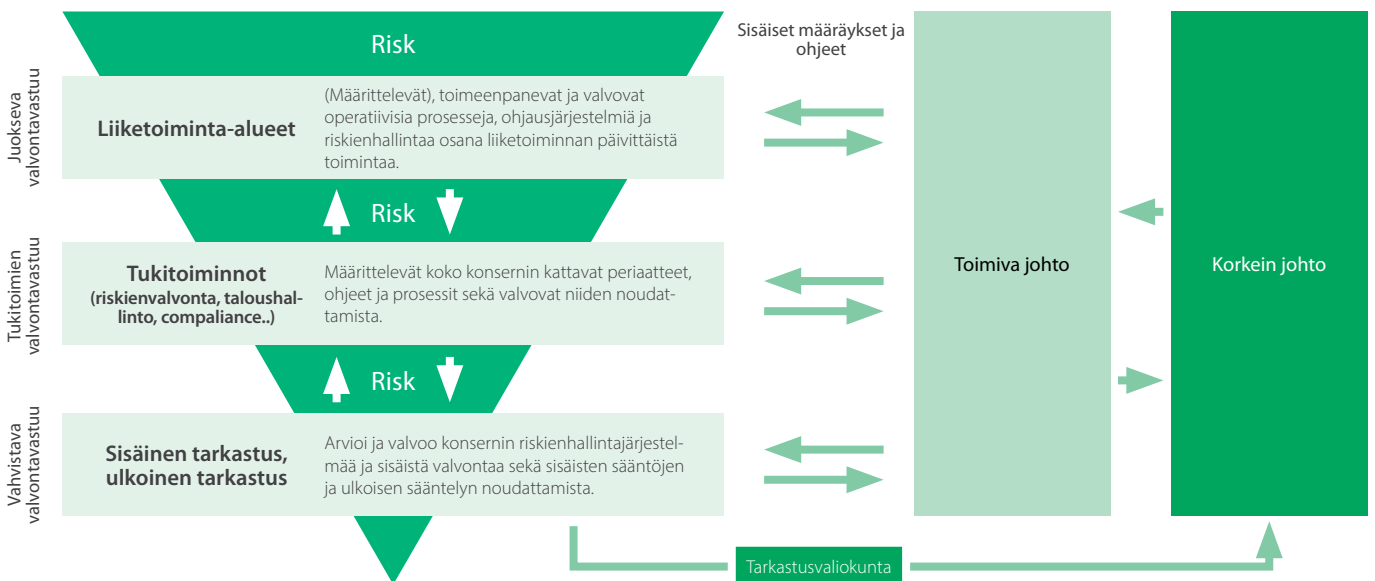 Risk
Sisäiset määräykset ja
ohjeet
Juokseva
valvontavastuu
Liiketoiminta-alueet
(Määrittelevät), toimeenpanevat ja valvovat
operatiivisia prosesseja, ohjausjärjestelmiä ja
riskienhallintaa osana liiketoiminnan päivittäistä
toimintaa.
Risk
Tukitoimien
valvontavastuu
Tukitoiminnot
(riskienvalvonta, taloushal-
linto, compaliance..)
Määrittelevät koko konsernin kattavat periaatteet,
ohjeet ja prosessit sekä valvovat niiden noudat-
tamista.
Toimiva johto
Korkein johto
Risk
Vahvistava
valvontavastuu
Sisäinen tarkastus,
ulkoinen tarkastus
Arvioi ja valvoo konsernin riskienhallintajärjestel-
mää ja sisäistä valvontaa sekä sisäisten sääntöjen
ja ulkoisen sääntelyn noudattamista.
Tarkastusvaliokunta